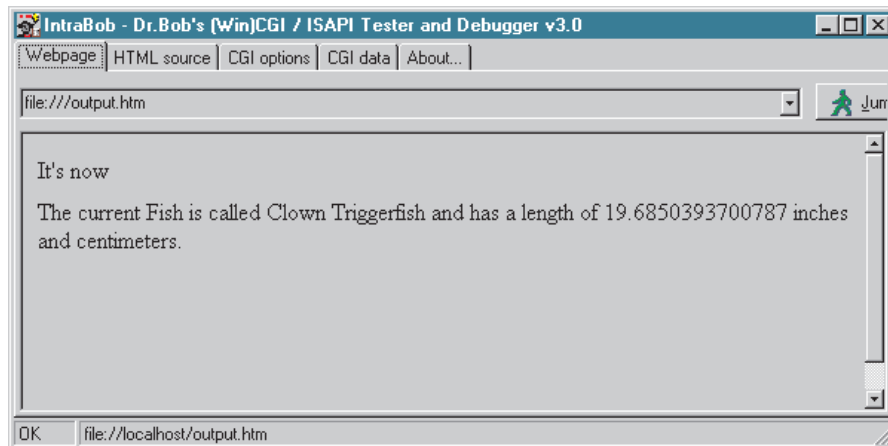 IntraBob - Dr.Bob's (Win)CGI / ISAPI Tester and Debugger v3.0
Webpage HTML source CGI options CGI data About...
file:///output.htm Jum
It's now
The current Fish is called Clown Triggerfish and has a length of 19.6850393700787 inches
and centimeters.
OK file://localhost/output.htm